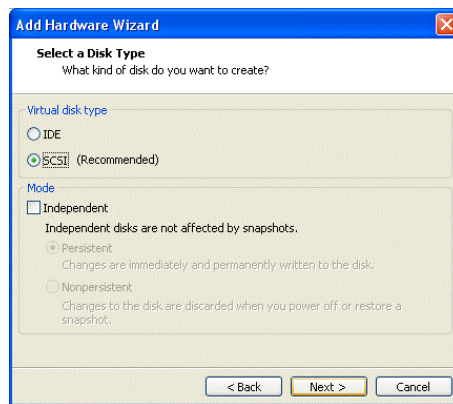 Add Hardware Wizard
Select a Disk Type
What kind of disk do you want to create?
Virtual disk type
IDE
SCSI (Recommended)
Mode
Independent
Independent disks are not affected by snapshots.
Persistent
Changes are immediately and permanently written to the disk.
Nonpersistent
Changes to the disk are discarded when you power off or restore a
snapshot.
< Back Next > Cancel